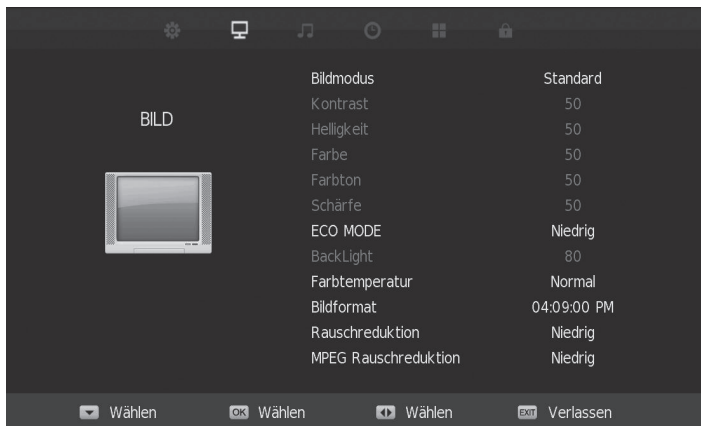 BILD
Bildmodus Standard
Kontrast 50
Helligkeit 50
Farbe 50
Farbton 50
Schärfe 50
ECO MODE Niedrig
BackLight 80
Farbtemperatur Normal
Bildformat 04:09:00 PM
Rauschreduktion Niedrig
MPEG Rauschreduktion Niedrig
Wählen OK Wählen Wählen EXIT Verlassen